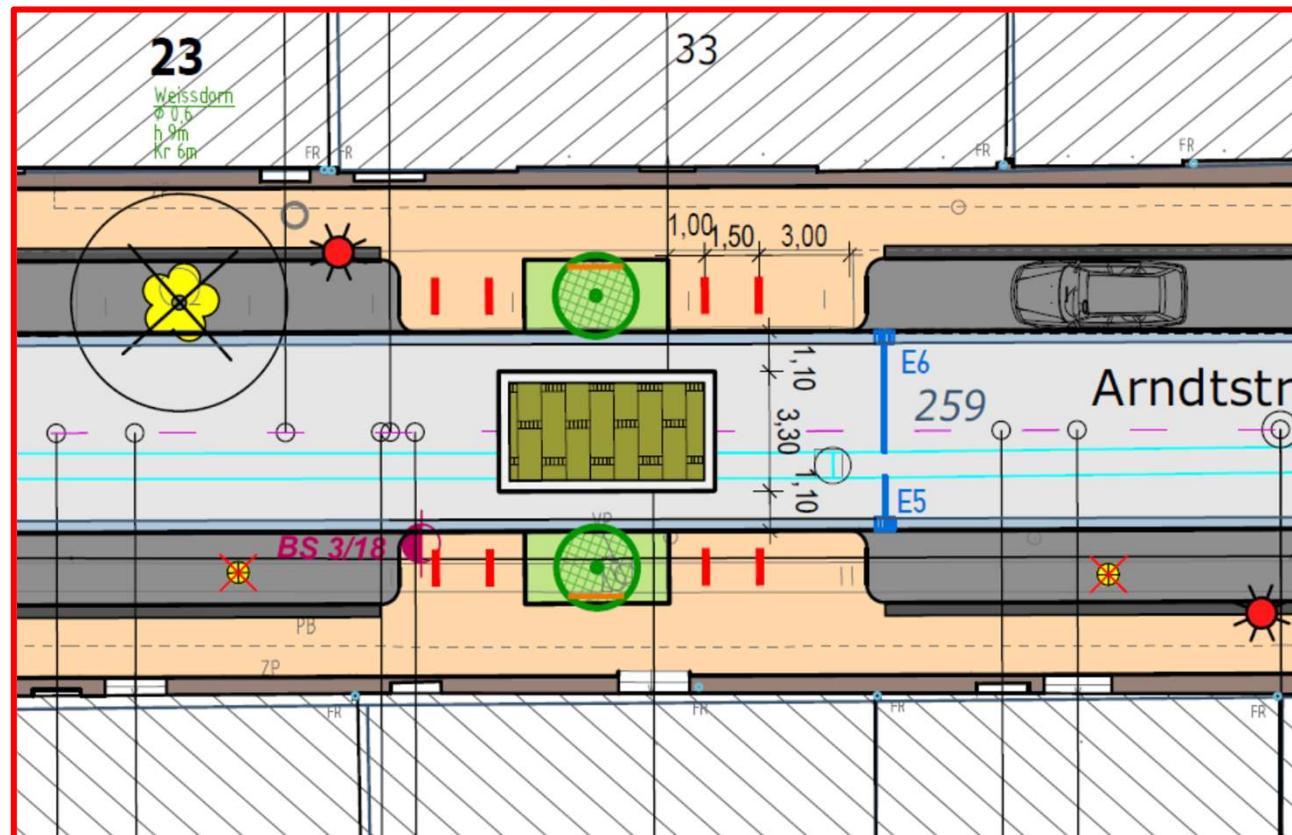 23
33
Weissdorn
Φ 0,6
h 9m
Kr 6m
FR FR
FR
FR
1,00
1,50
3,00
1,10
3,30
1,10
E6
259
Arndtstr
E5
BS 3/18
PB
ZP
FR
FR
FR
FR